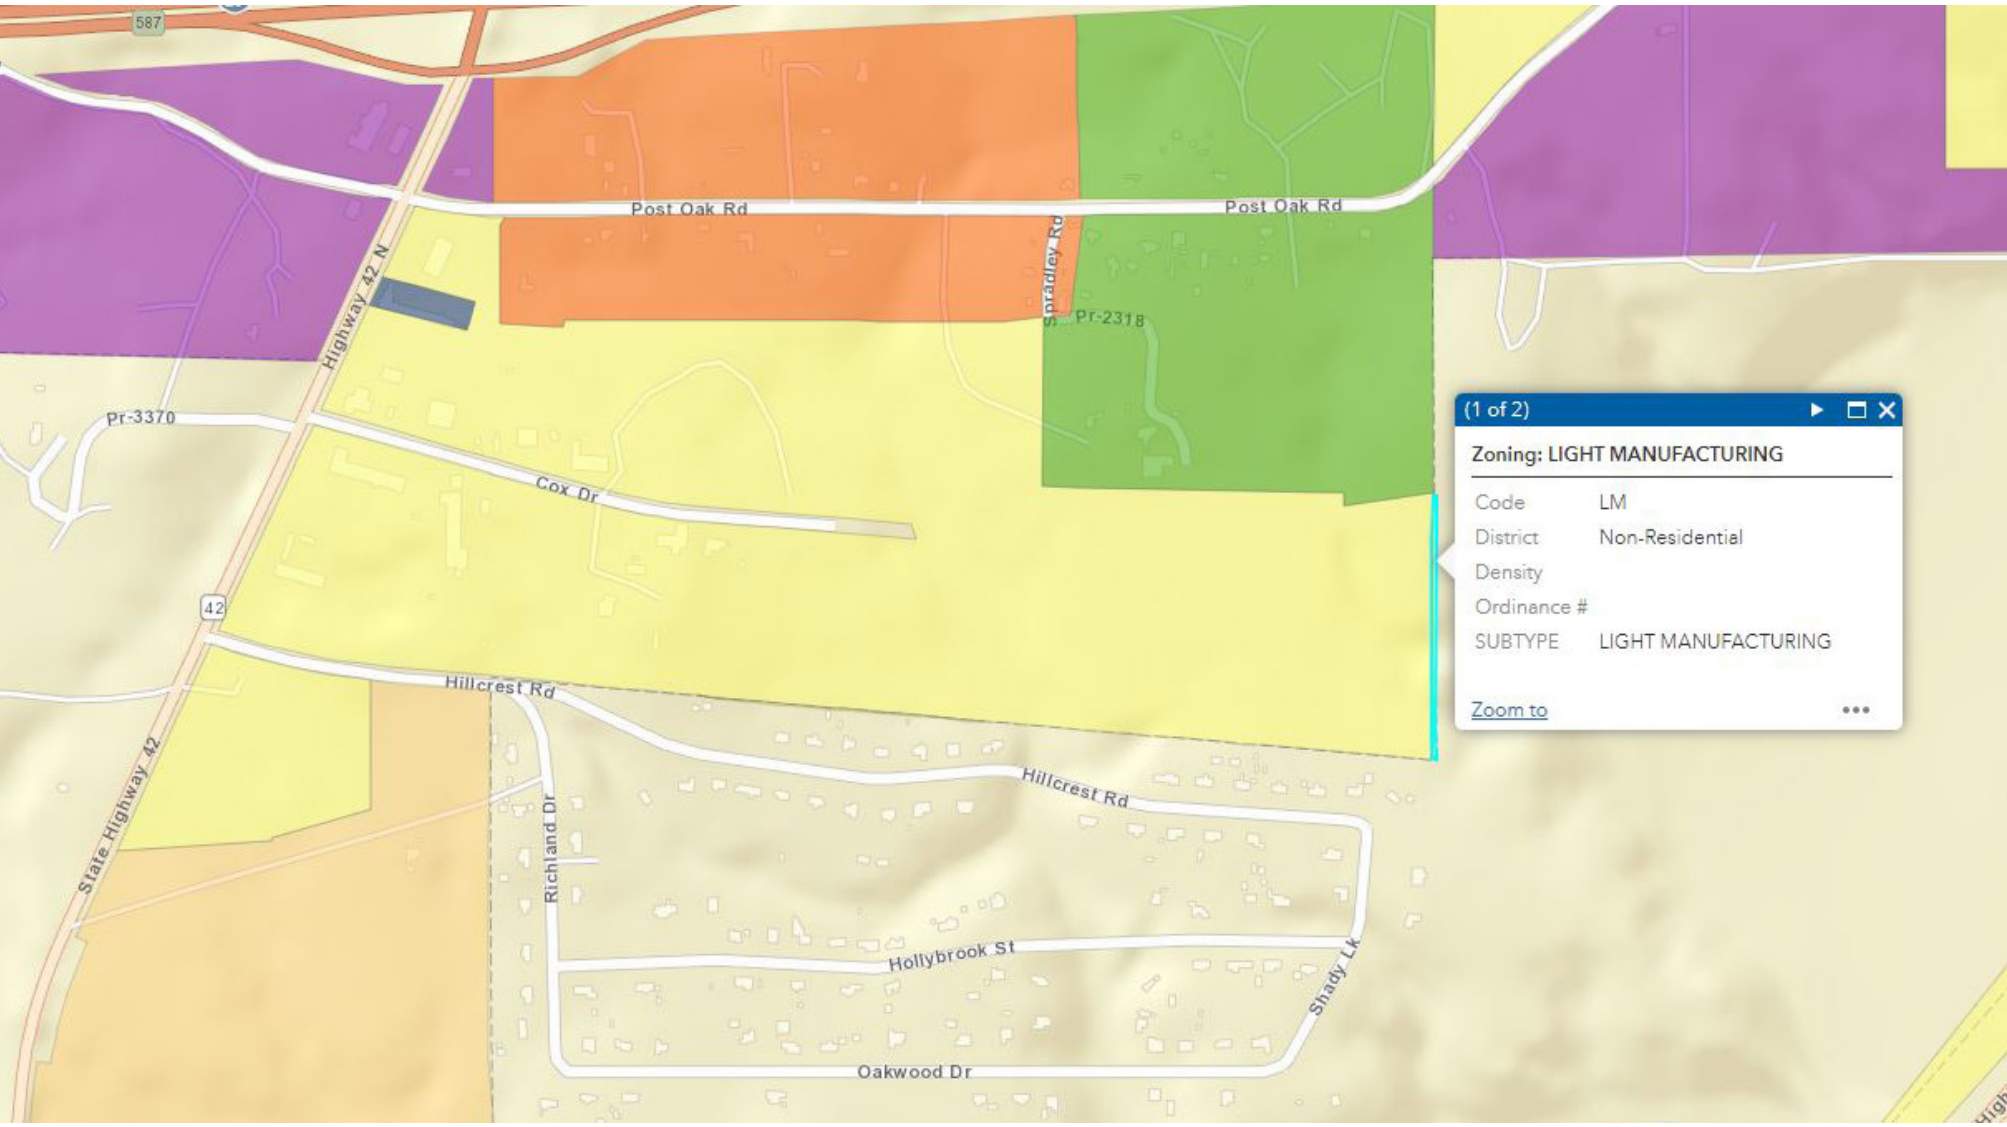 587
Post Oak Rd
Post Oak Rd
Spradley Rd
Highway 42 N
Pr-2318
Pr-3370
(1 of 2)
Zoning: LIGHT MANUFACTURING
Code LM
District Non-Residential
Density
Ordinance #
SUBTYPE LIGHT MANUFACTURING
Zoom to
Cox Dr
42
Hillcrest Rd
Hillcrest Rd
State Highway 42
Richland Dr
Hollybrook St
Shady Lk
Oakwood Dr